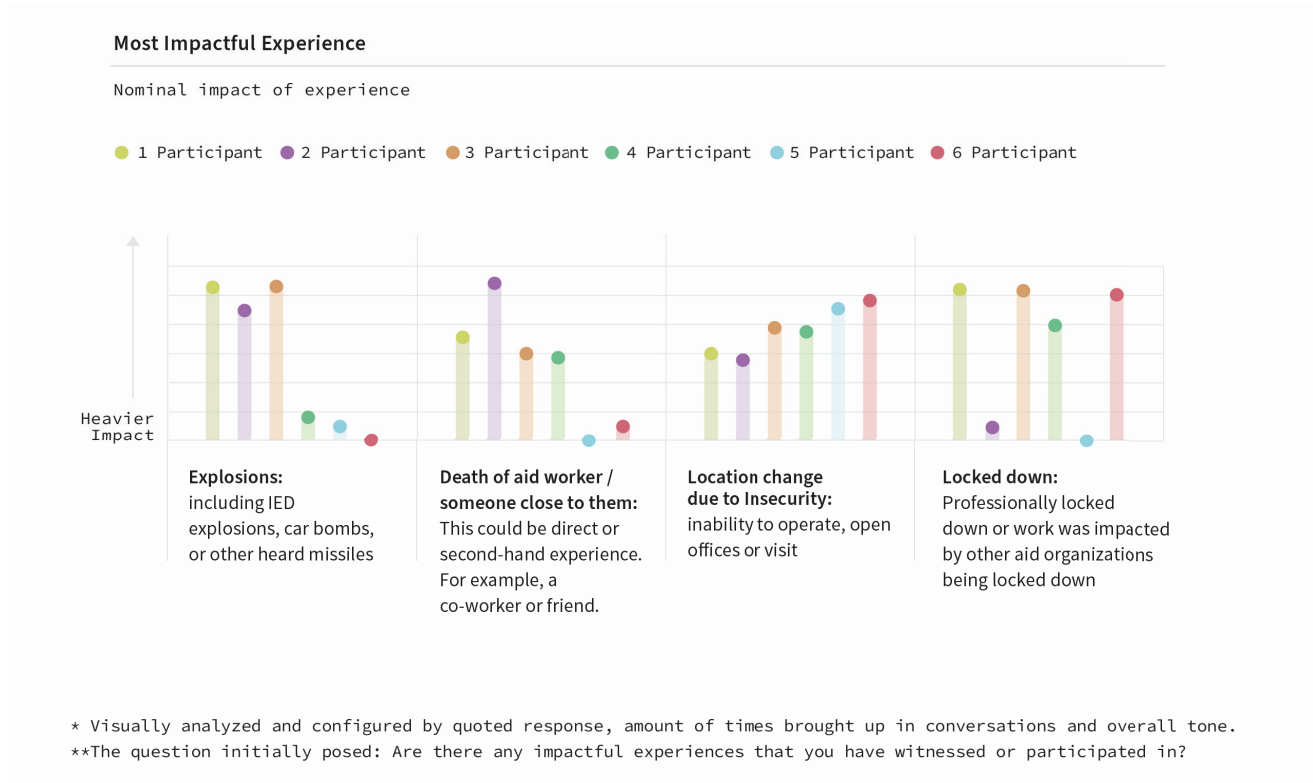 Most Impactful Experience
Nominal impact of experience
1 Participant 2 Participant 3 Participant 4 Participant 5 Participant 6 Participant
Heavier
Impact
Explosions:
including IED
explosions, car bombs,
or other heard missiles
Death of aid worker /
someone close to them:
This could be direct or
second-hand experience.
For example, a
co-worker or friend.
Location change
due to Insecurity:
inability to operate, open
offices or visit
Locked down:
Professionally locked
down or work was impacted
by other aid organizations
being locked down
* Visually analyzed and configured by quoted response, amount of times brought up in conversations and overall tone.
**The question initially posed: Are there any impactful experiences that you have witnessed or participated in?